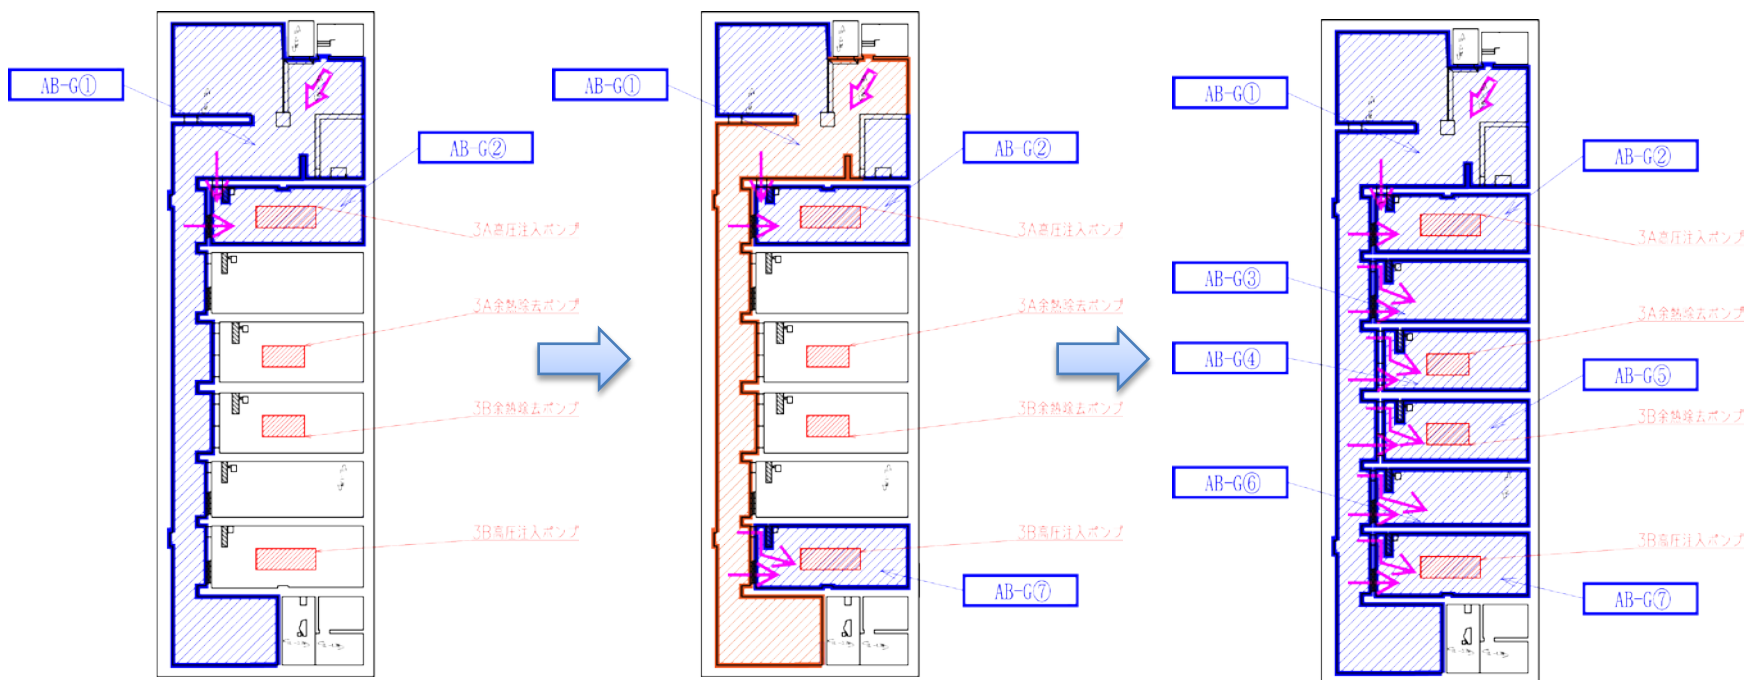 AB-G①
AB-G②
3A高圧注入ポンプ
3A余熱除去ポンプ
3B余熱除去ポンプ
3B高圧注入ポンプ
AB-G①
AB-G②
3A高圧注入ポンプ
3A余熱除去ポンプ
3B余熱除去ポンプ
3B高圧注入ポンプ
AB-G⑦
AB-G①
AB-G②
3A高圧注入ポンプ
AB-G③
3A余熱除去ポンプ
AB-G④
AB-G⑤
3B余熱除去ポンプ
AB-G⑥
3B高圧注入ポンプ
AB-G⑦